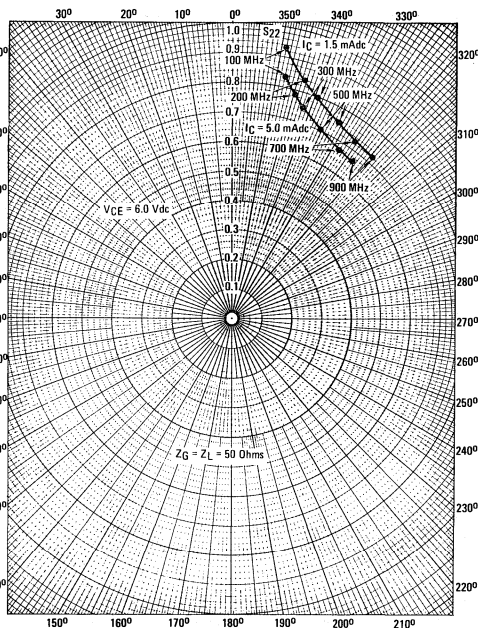 30⁰ 20⁰ 10⁰ 0⁰ 350⁰ 340⁰ 330⁰
1.0 S22
0.9 IC = 1.5 mAdc 320⁰
100 MHz
0.8 300 MHz
200 MHz 500 MHz
0.7
IC = 5.0 mAdc 310⁰
0.6 700 MHz
0.5 900 MHz 300⁰
0.4
VCE = 6.0 Vdc
0.3 290⁰
0.2
280⁰
0.1
270⁰
260⁰
250⁰
240⁰
ZG = ZL = 50 Ohms
230⁰
220⁰
150⁰ 160⁰ 170⁰ 180⁰ 190⁰ 200⁰ 210⁰